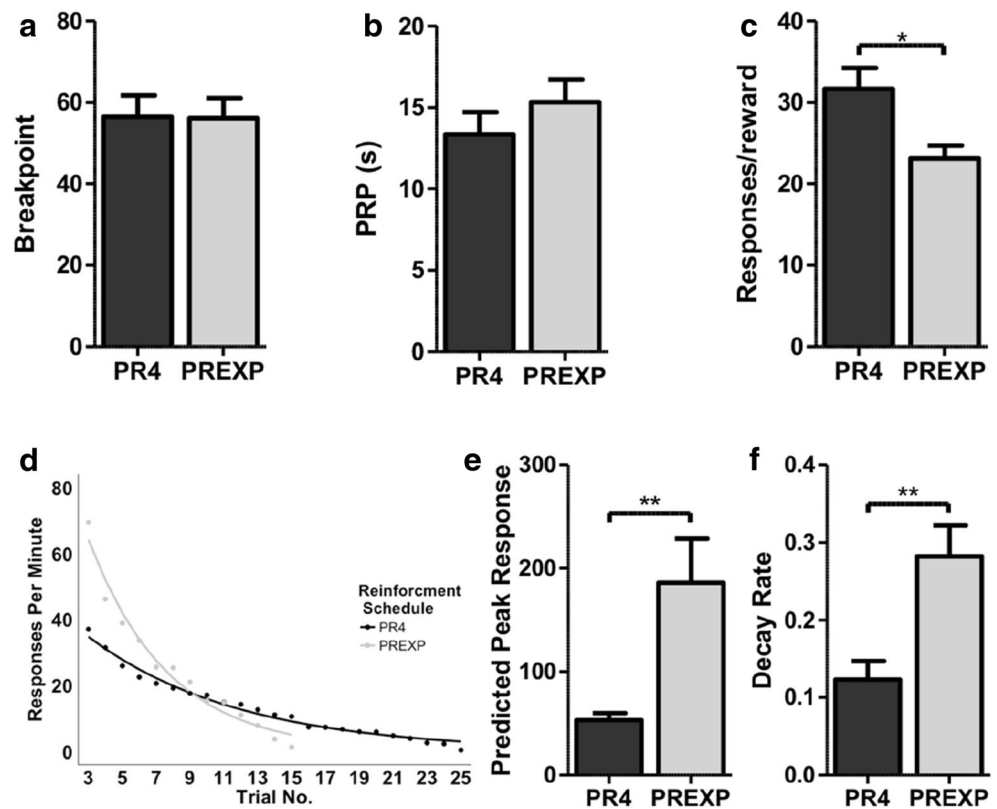 a
Breakpoint
80
60
40
20
0
PR4 PREXP
b
PRP (s)
20
15
10
5
0
PR4 PREXP
c
Responses/reward
40
30
20
10
0
*
PR4 PREXP
d
Responses Per Minute
80
60
40
20
0
3 5 7 9 11 13 15 17 19 21 23 25
Trial No.
Reinforcment
Schedule
PR4
PREXP
e
Predicted Peak Response
300
200
100
0
**
PR4 PREXP
f
Decay Rate
0.4
0.3
0.2
0.1
0.0
**
PR4 PREXP